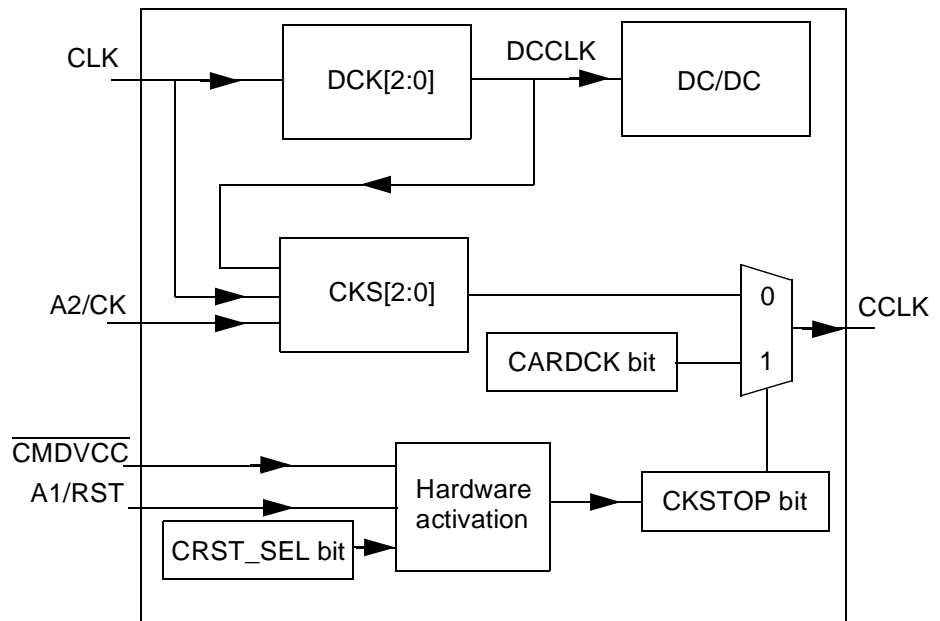 CLK
DCK[2:0]
DCCLK
DC/DC
A2/CK
CKS[2:0]
0
1
CCLK
CARDCK bit
CMDVCC
A1/RST
Hardware
activation
CKSTOP bit
CRST_SEL bit